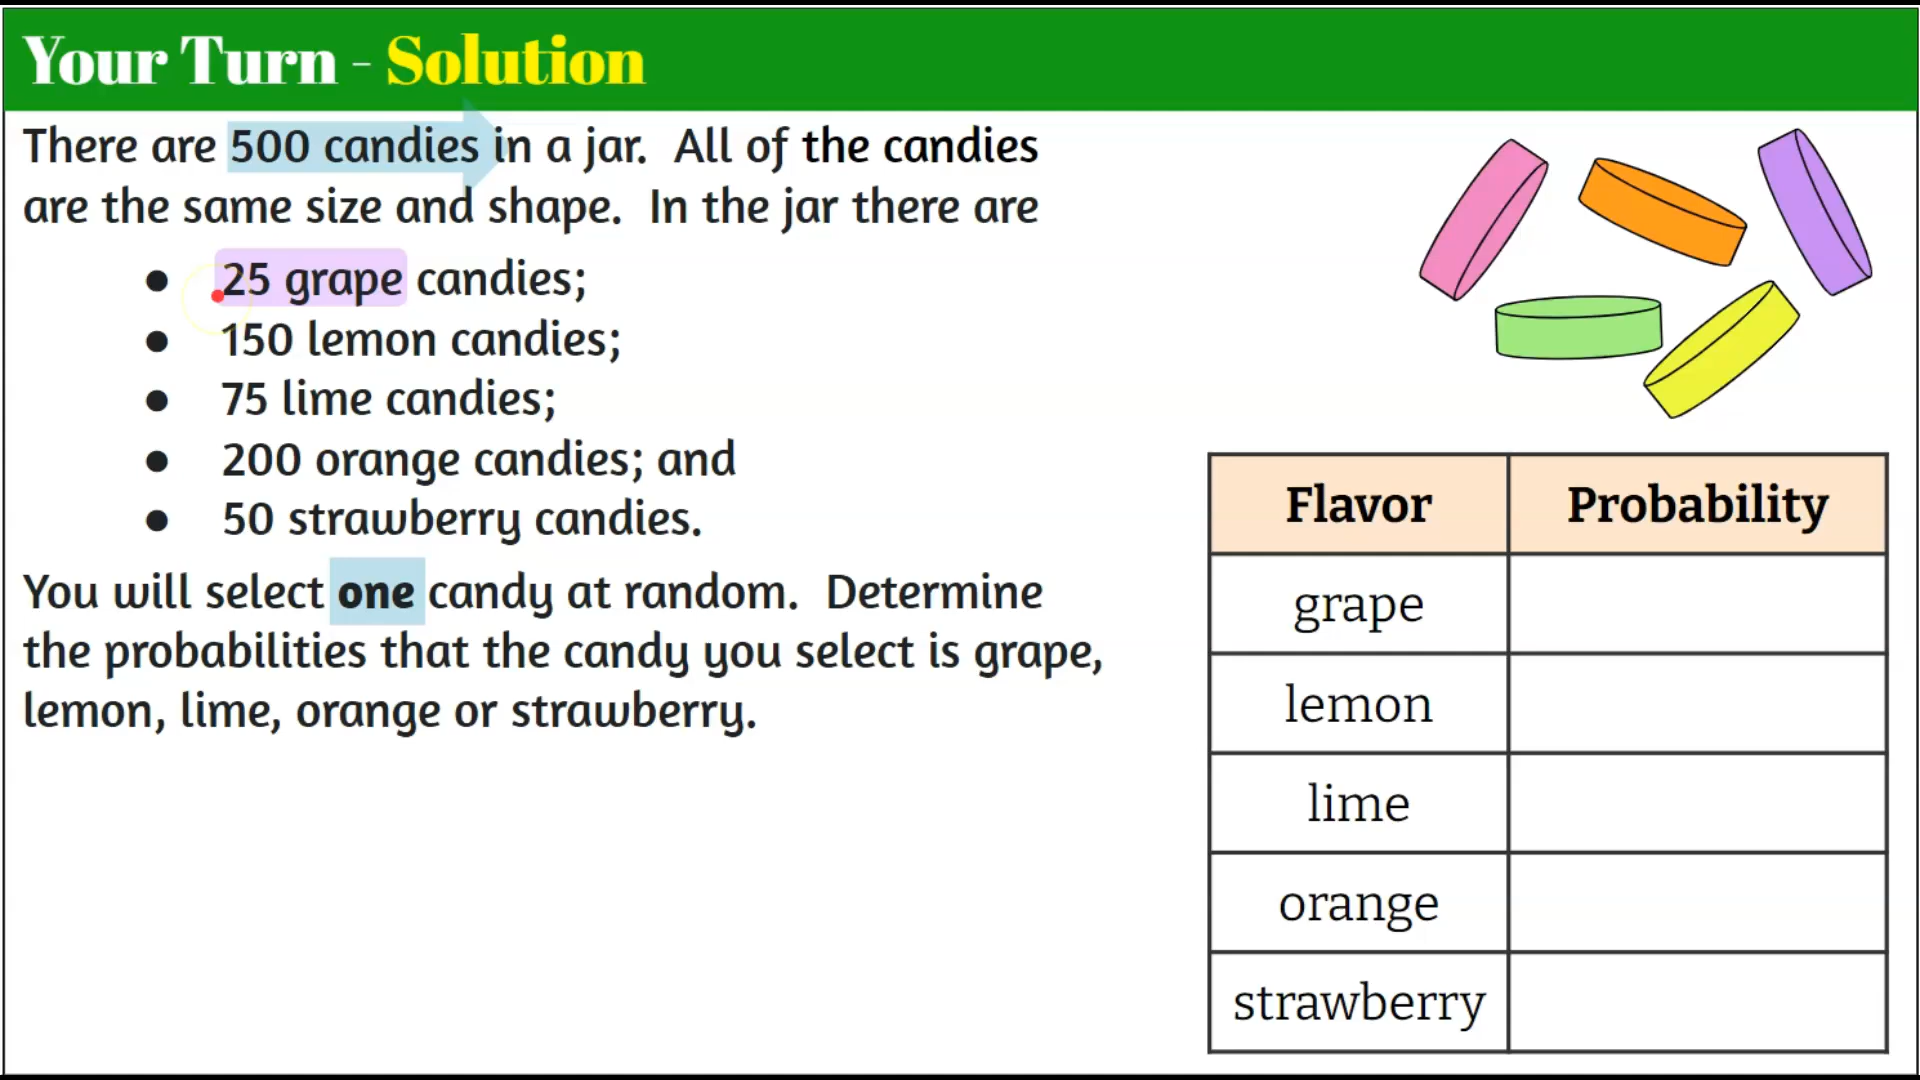 Your Turn - Solution
There are 500 candies in a jar. All of the candies
are the same size and shape. In the jar there are
● 25 grape candies;
● 150 lemon candies;
● 75 lime candies;
● 200 orange candies; and
● 50 strawberry candies.
You will select one candy at random. Determine
the probabilities that the candy you select is grape,
lemon, lime, orange or strawberry.
Flavor Probability
grape
lemon
lime
orange
strawberry